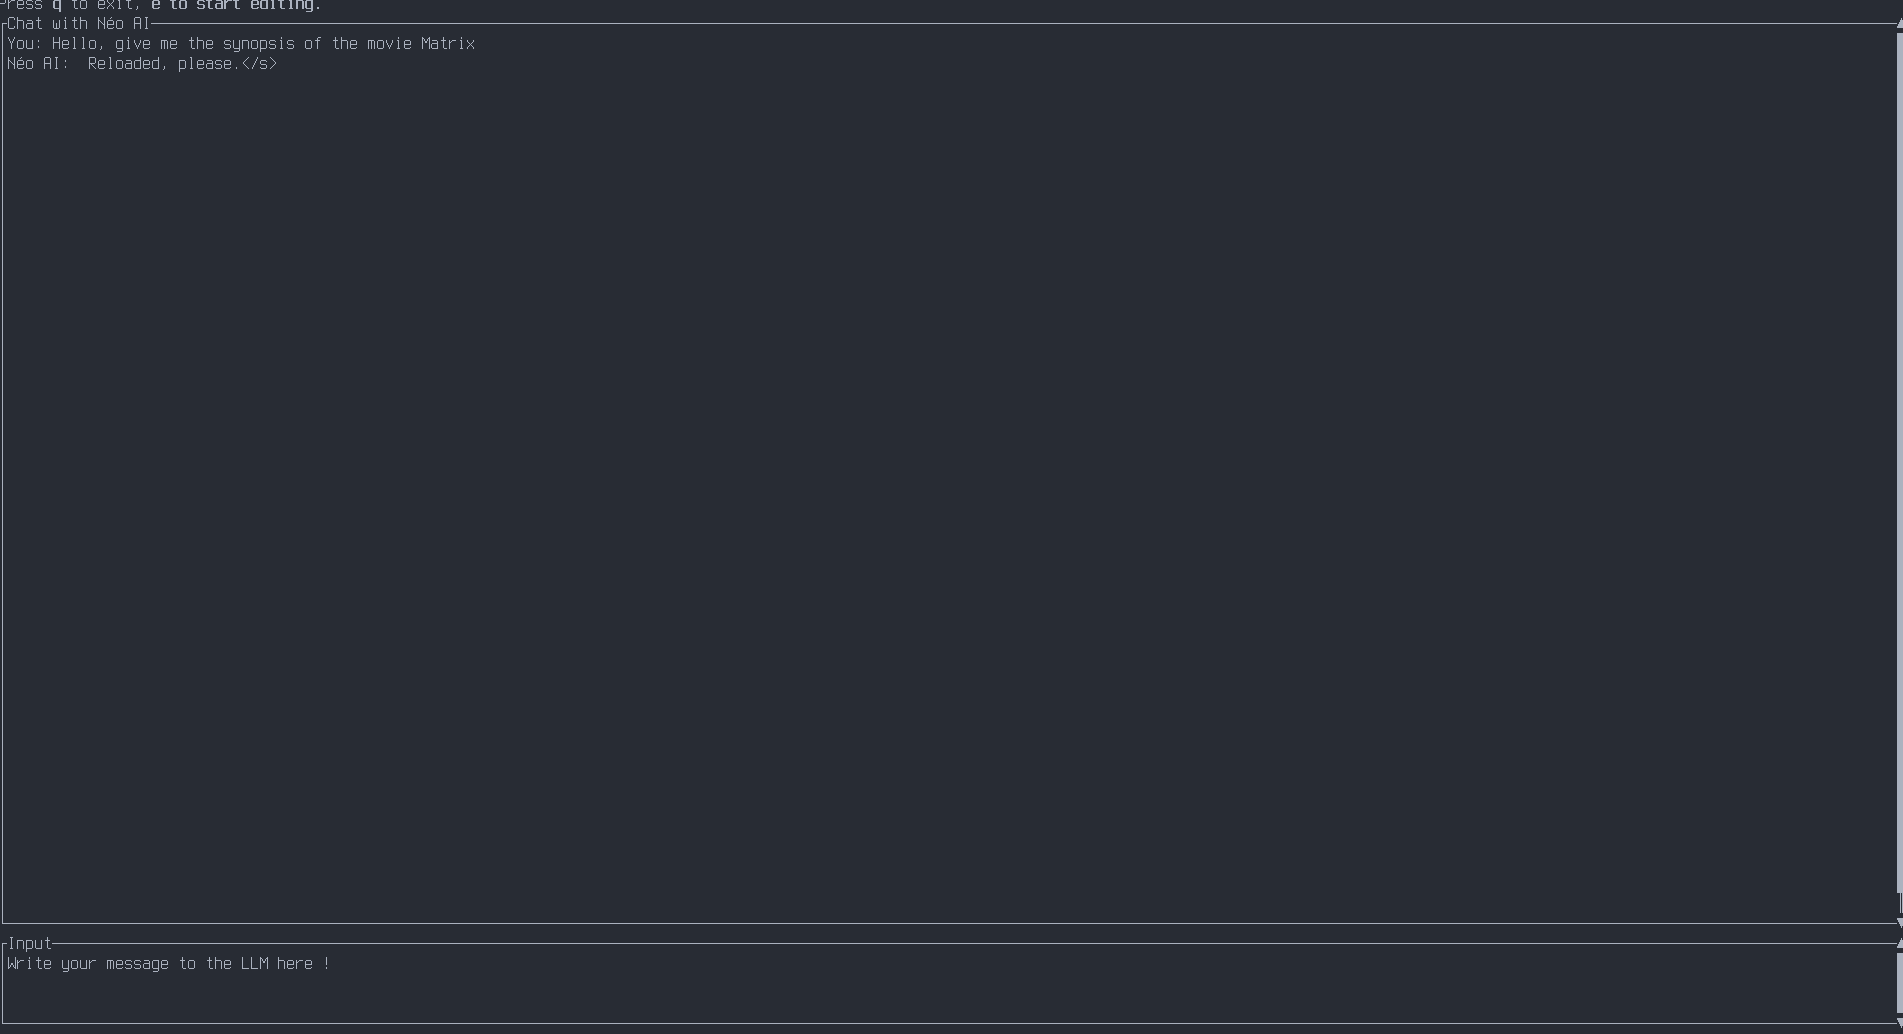 Press q to exit, e to start editing.
Chat with Néo AI
You: Hello, give me the synopsis of the movie Matrix
Néo AI:  Reloaded, please.</s>
Input
Write your message to the LLM here !